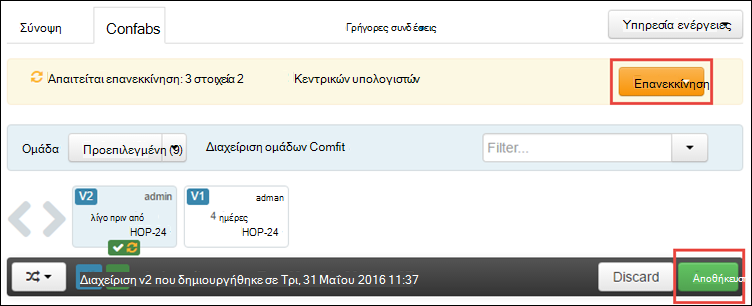 Σύνοψη Confabs Γρήγορες συνδέσεις Υπηρεσία ενέργειες
Απαιτείται επανεκκίνηση: 3 στοιχεία 2 Κεντρικών υπολογιστών Επανεκκίνηση
Ομάδα Προεπιλεγμένη (9) Διαχείριση ομάδων Comfit Filter...
V2 admin V1 adman
λίγο πριν από 4 ημέρες
HOP-24 HOP-24
Διαχείριση v2 που δημιουργήθηκε σε Τρι, 31 Μαΐου 2016 11:37 Discard Αποθήκευση